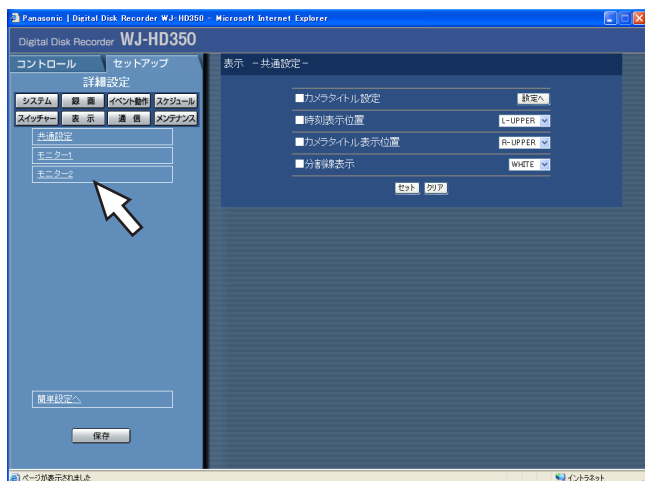 Panasonic | Digital Disk Recorder WJ-HD350 - Microsoft Internet Explorer
Digital Disk Recorder WJ-HD350
コントロール セットアップ
詳細設定
システム 録 画 イベント動作 スケジュール
スイッチャー 表 示 通 信 メンテナンス
共通設定
モニター1
モニター2
簡単設定へ
保存
表示 －共通設定－
■カメラタイトル設定 設定へ
■時刻表示位置 L-UPPER
■カメラタイトル表示位置 R-UPPER
■分割線表示 WHITE
セット クリア
ページが表示されました イントラネット